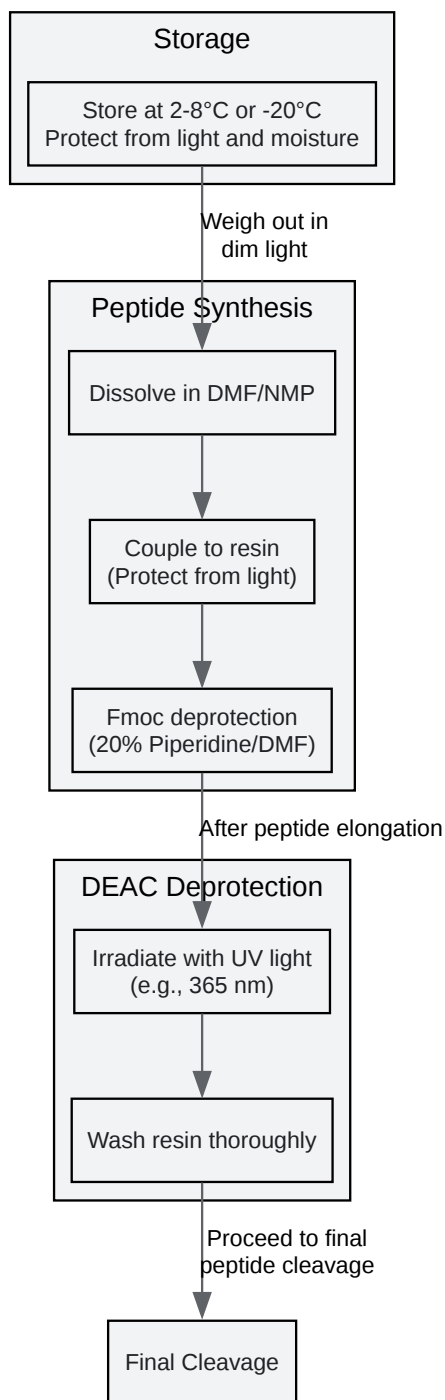 Storage
Store at 2-8°C or -20°C
Protect from light and moisture
Weigh out in
dim light
Peptide Synthesis
Dissolve in DMF/NMP
Couple to resin
(Protect from light)
Fmoc deprotection
(20% Piperidine/DMF)
After peptide elongation
DEAC Deprotection
Irradiate with UV light
(e.g., 365 nm)
Wash resin thoroughly
Proceed to final
peptide cleavage
Final Cleavage